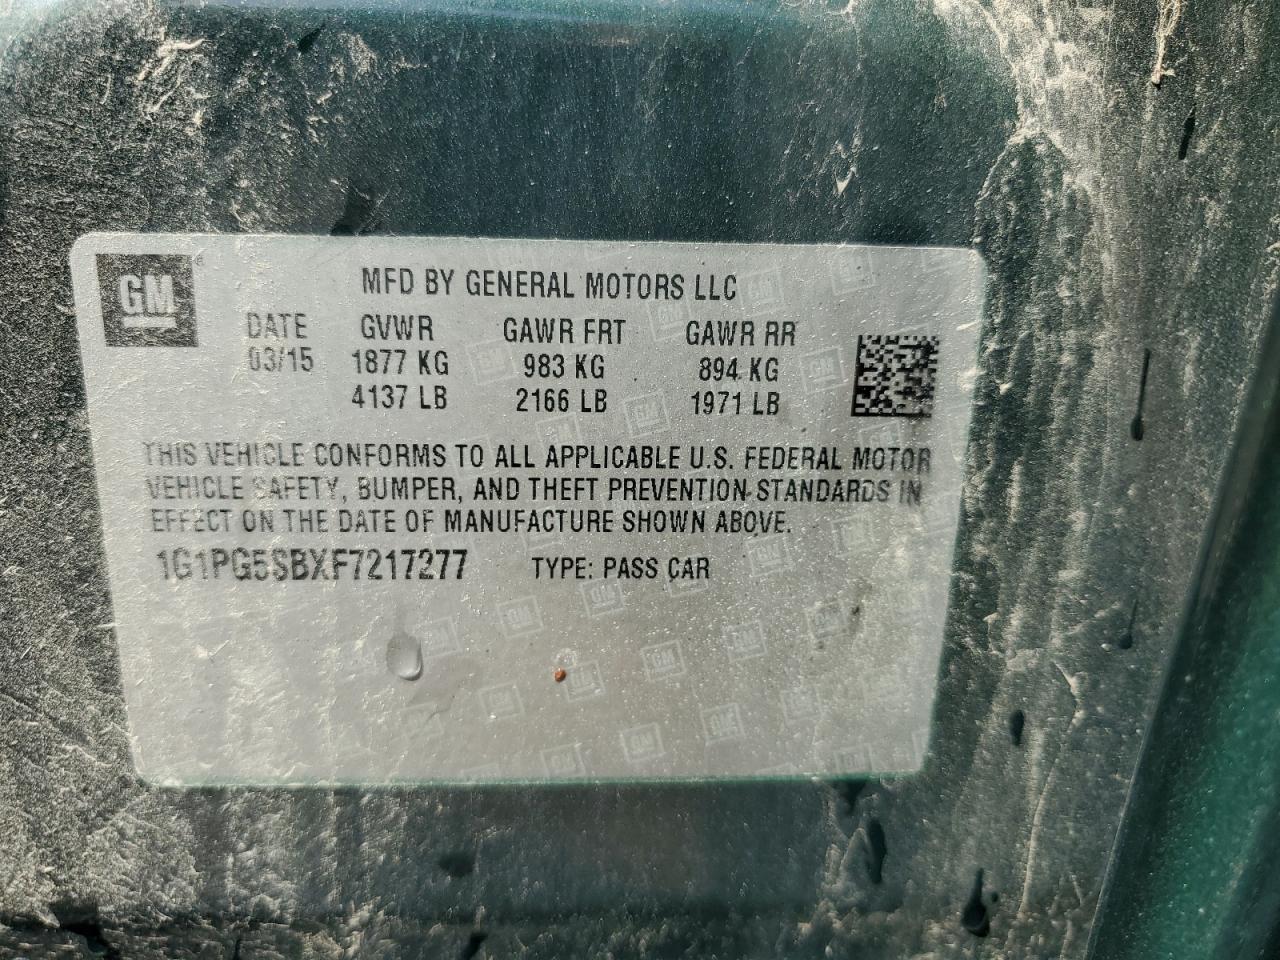 GM
MFD BY GENERAL MOTORS LLC
DATE GVWR GAWR FRT GAWR RR
03/15 1877 KG 983 KG 894 KG
4137 LB 2166 LB 1971 LB
THIS VEHICLE CONFORMS TO ALL APPLICABLE U.S. FEDERAL MOTOR
VEHICLE SAFETY, BUMPER, AND THEFT PREVENTION STANDARDS IN
EFFECT ON THE DATE OF MANUFACTURE SHOWN ABOVE.
1G1PG5SBXF7217277 TYPE: PASS CAR